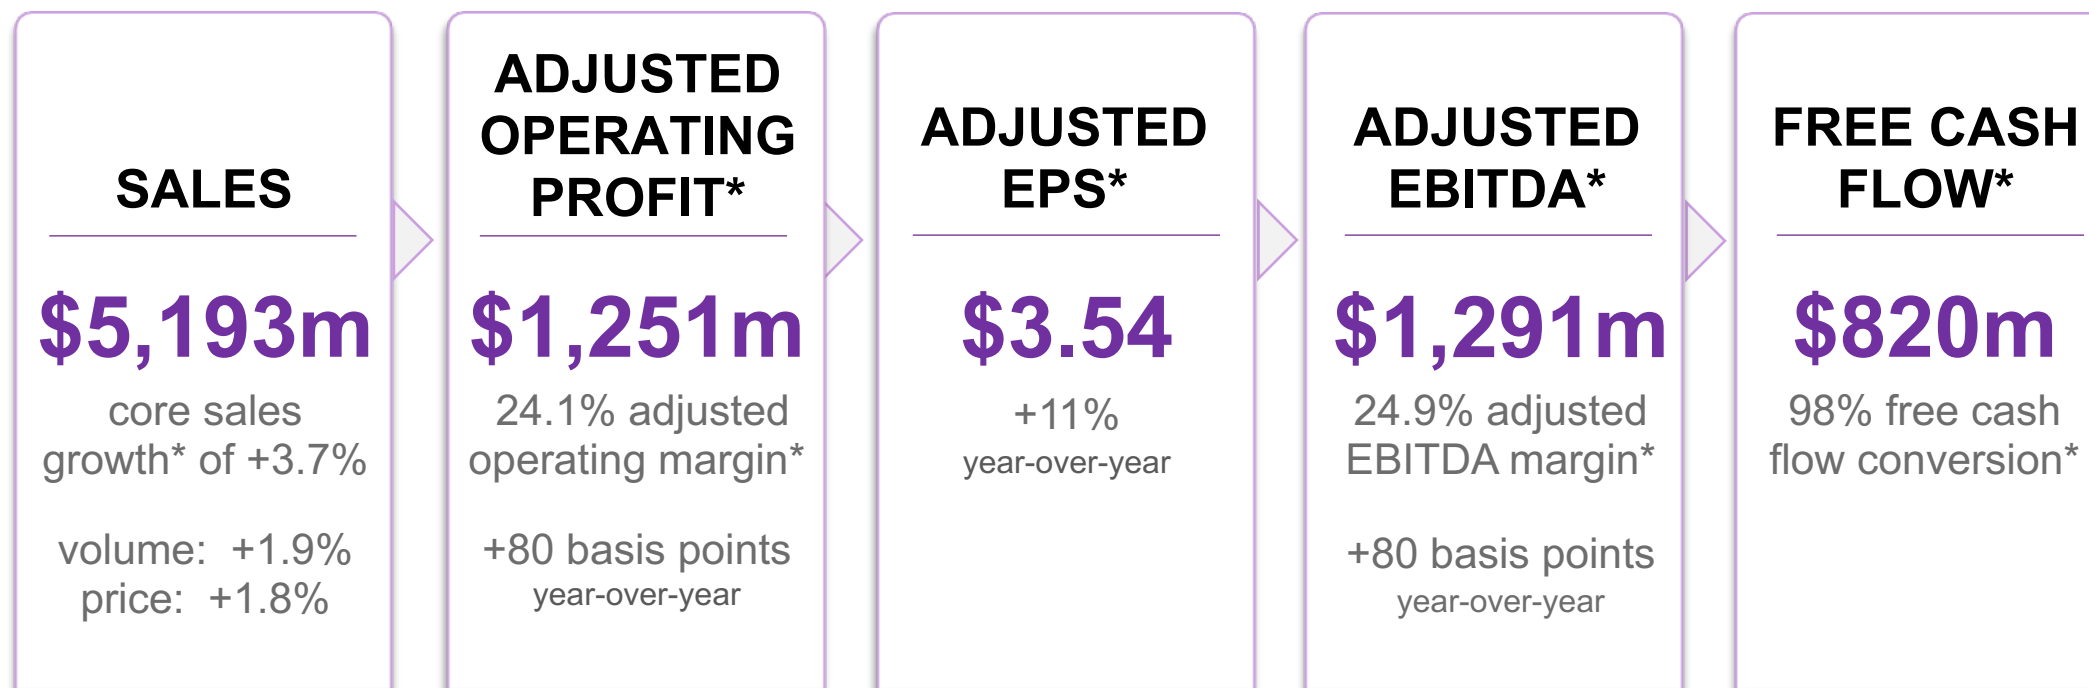 SALES
$5,193m
core sales
growth* of +3.7%
volume: +1.9%
price: +1.8%
ADJUSTED
OPERATING
PROFIT*
$1,251m
24.1% adjusted
operating margin*
+80 basis points
year-over-year
ADJUSTED
EPS*
$3.54
+11%
year-over-year
ADJUSTED
EBITDA*
$1,291m
24.9% adjusted
EBITDA margin*
+80 basis points
year-over-year
FREE CASH
FLOW*
$820m
98% free cash
flow conversion*